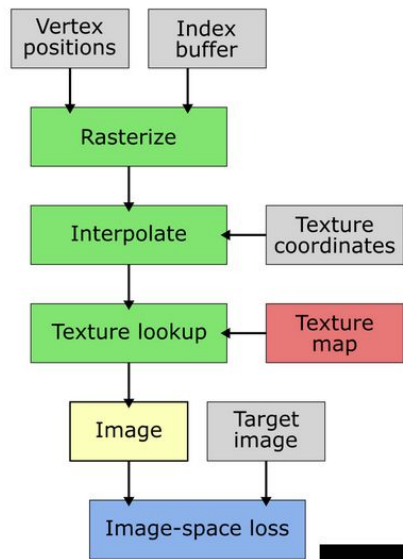 Vertex
positions
Index
buffer
Rasterize
Interpolate
Texture
coordinates
Texture lookup
Texture
map
Image
Target
image
Image-space loss